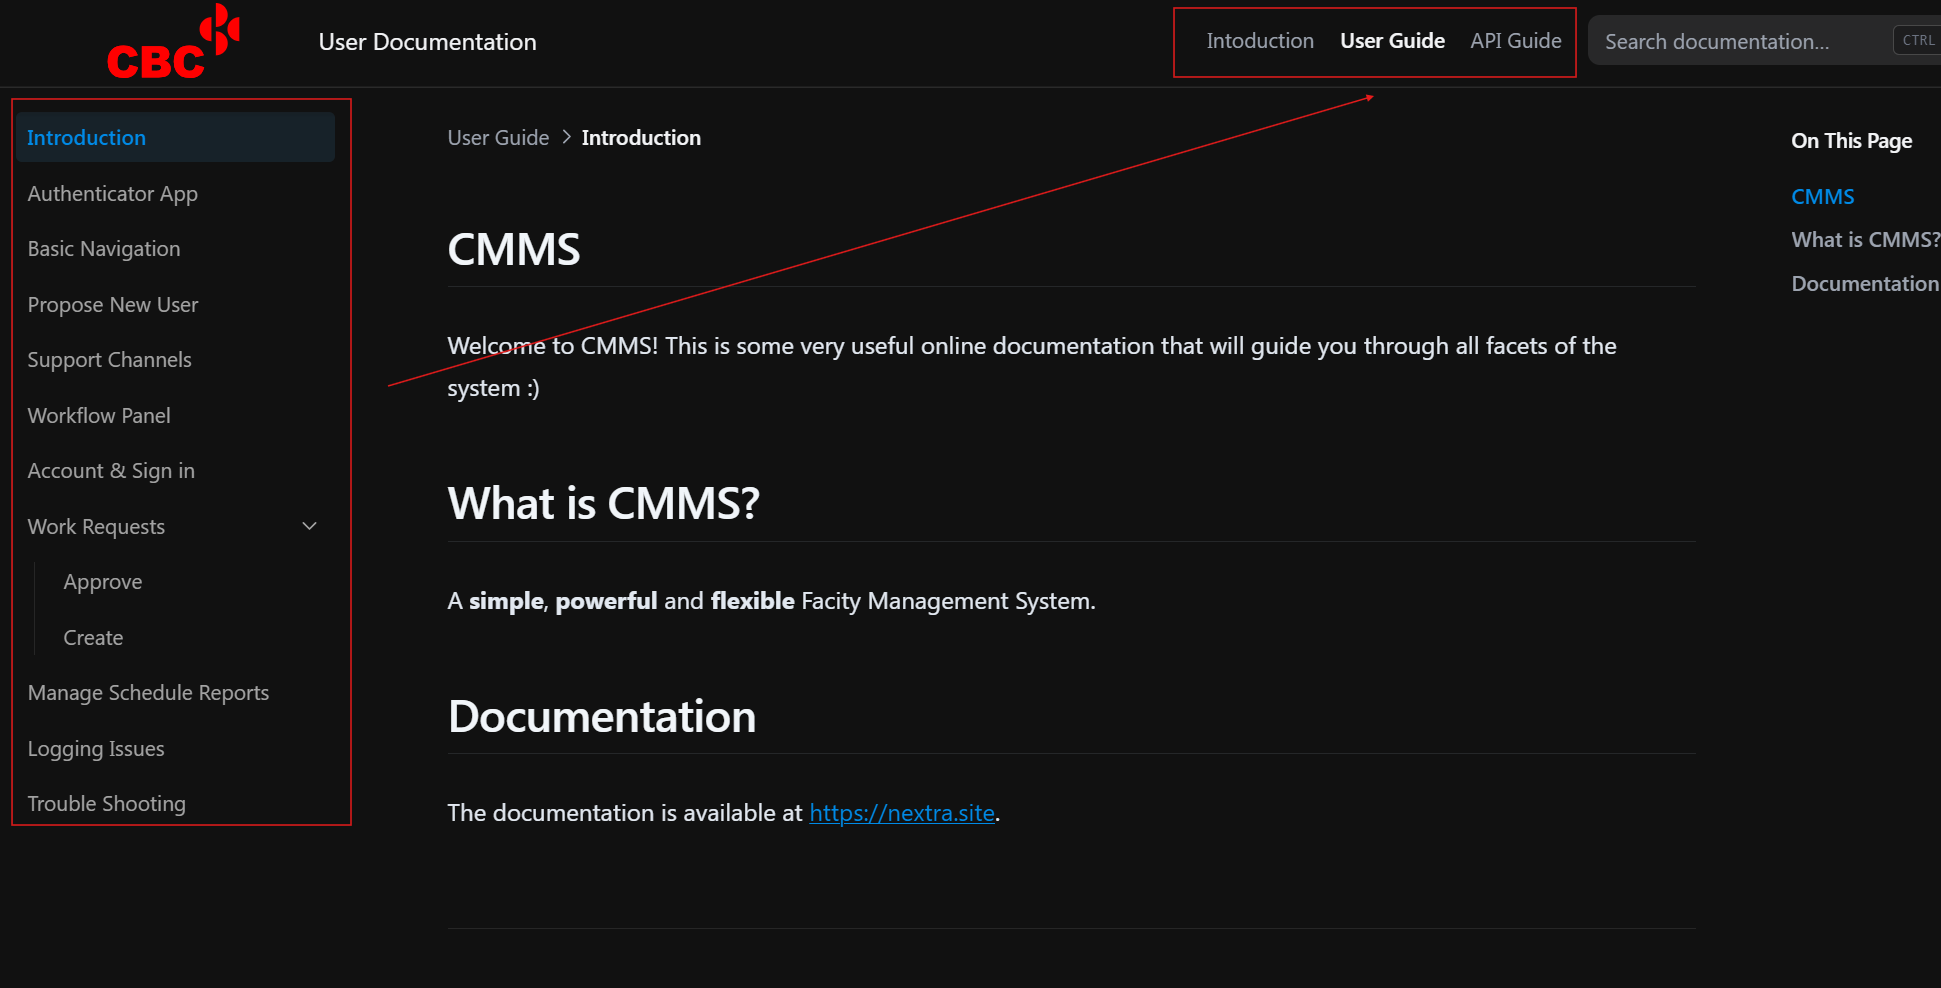 CBC
User Documentation
Intoduction
User Guide
API Guide
Search documentation...
CTRL
Introduction
Authenticator App
Basic Navigation
Propose New User
Support Channels
Workflow Panel
Account & Sign in
Work Requests
Approve
Create
Manage Schedule Reports
Logging Issues
Trouble Shooting
User Guide > Introduction
CMMS
Welcome to CMMS! This is some very useful online documentation that will guide you through all facets of the
system :)
What is CMMS?
A simple, powerful and flexible Facity Management System.
Documentation
The documentation is available at https://nextra.site.
On This Page
CMMS
What is CMMS?
Documentation